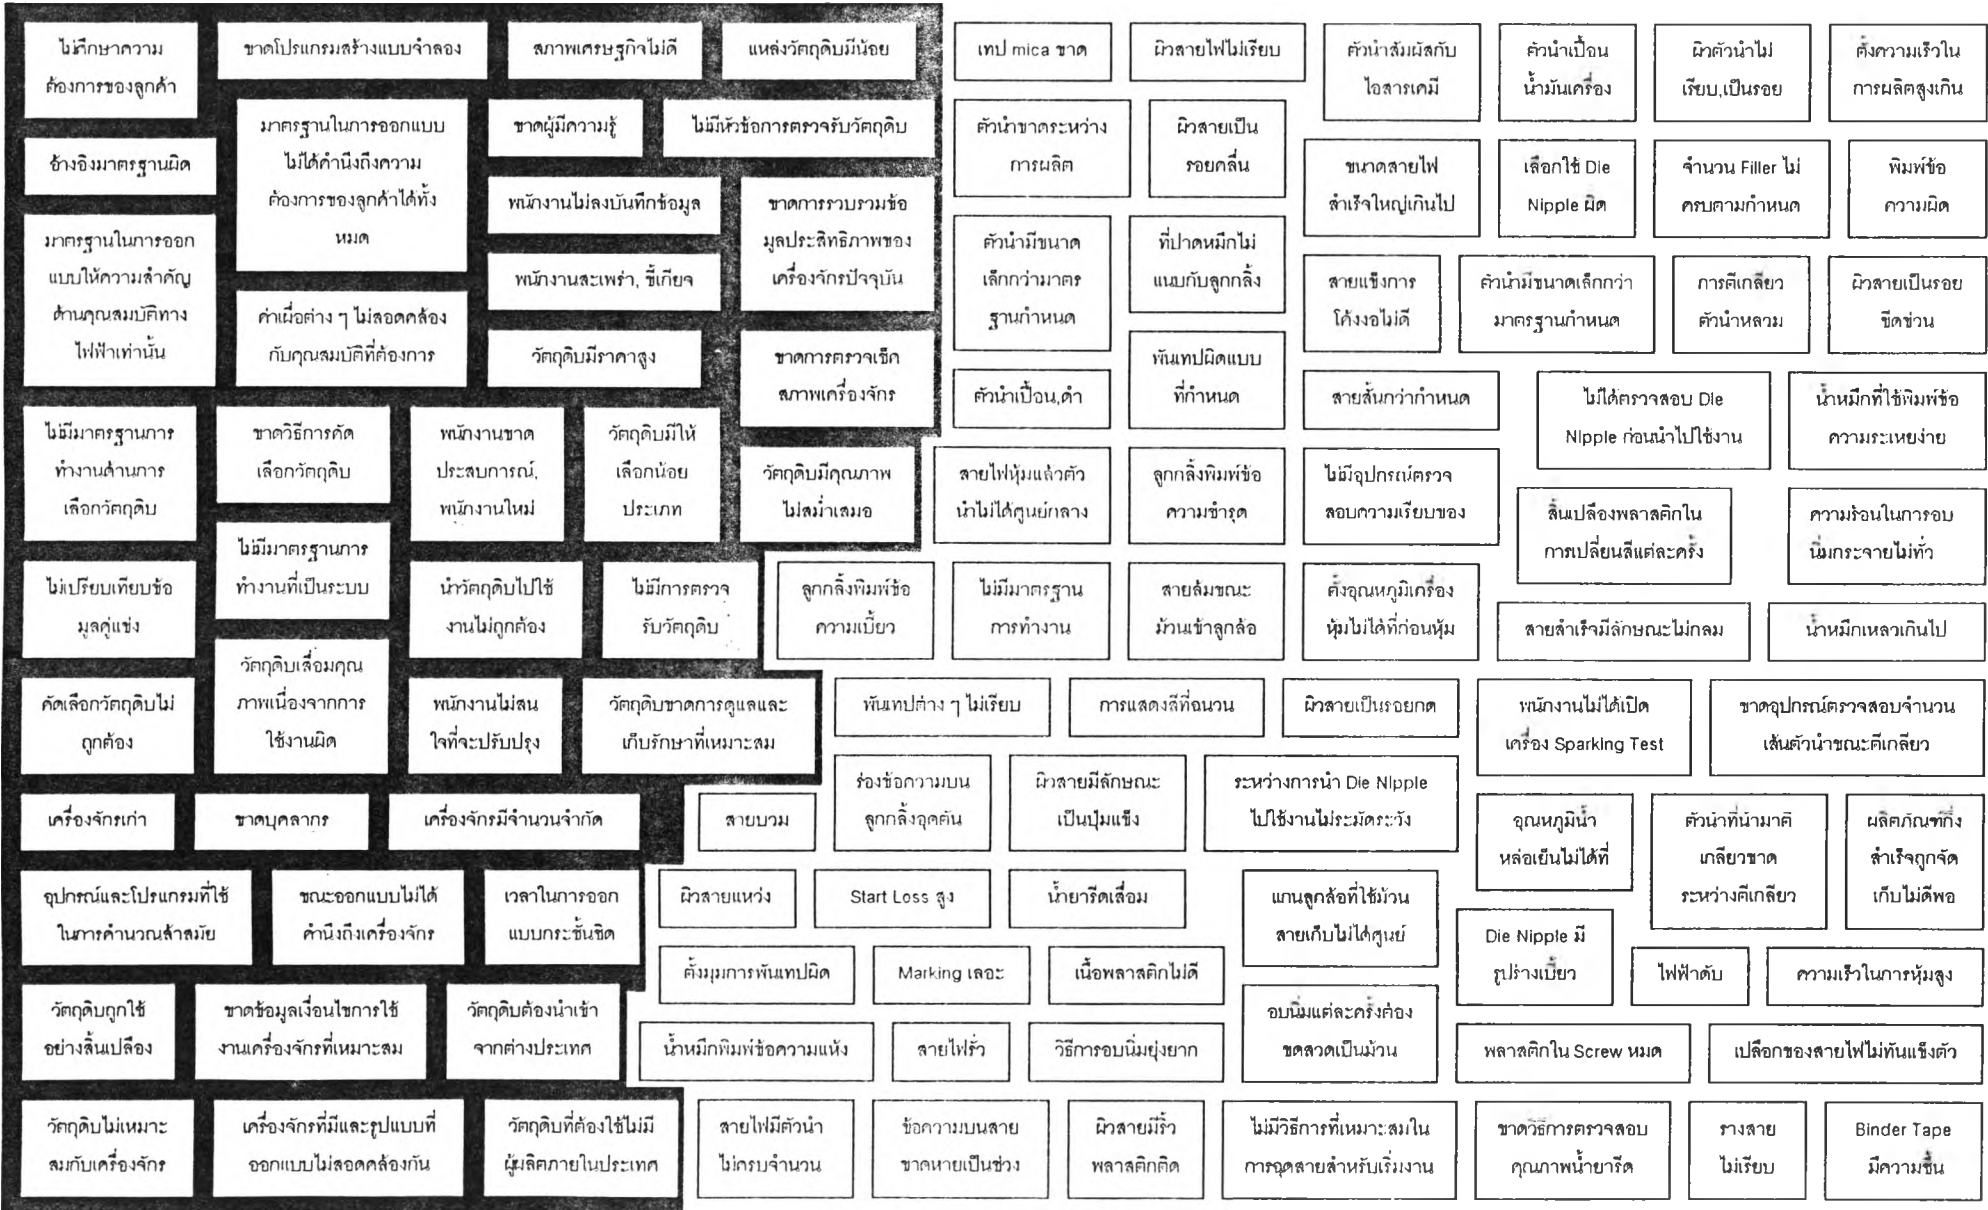 ไม่ศึกษาความ
ต้องการของลูกค้า
ขาดโปรแกรมสร้างแบบจำลอง
สภาพเศรษฐกิจไม่ดี
แหล่งวัตถุดิบมีน้อย
เทป mica ขาด
ผิวสายไฟไม่เรียบ
ตัวนำสัมผัสกับ
ไอสารเคมี
ตัวนำเปื้อน
น้ำมันเครื่อง
ผิวตัวนำไม่
เรียบ,เป็นรอย
ตั้งความเร็วใน
การผลิตสูงเกิน
อ้างอิงมาตรฐานผิด
มาตรฐานในการออกแบบ
ไม่ได้คำนึงถึงความ
ต้องการของลูกค้าได้ทั้ง
หมด
ขาดผู้มีความรู้
ไม่มีหัวข้อการตรวจรับวัตถุดิบ
ตัวนำขาดระหว่าง
การผลิต
ผิวสายเป็น
รอยคลื่น
ขนาดสายไฟ
สำเร็จใหญ่เกินไป
เลือกใช้ Die
Nipple ผิด
จำนวน Filler ไม่
ครบตามกำหนด
พิมพ์ข้อ
ความผิด
มาตรฐานในการออก
แบบให้ความสำคัญ
ด้านคุณสมบัติทาง
ไฟฟ้าเท่านั้น
พนักงานไม่ลงบันทึกข้อมูล
ขาดการรวบรวมข้อ
มูลประสิทธิภาพของ
เครื่องจักรปัจจุบัน
พนักงานสะเพร่า, ขี้เกียจ
ตัวนำมีขนาด
เล็กกว่ามาตร
ฐานกำหนด
ที่ปาดหมึกไม่
แนบกับลูกกลิ้ง
สายแข็งการ
โค้งงอไม่ดี
ตัวนำมีขนาดเล็กกว่า
มาตรฐานกำหนด
การตีเกลียว
ตัวนำหลวม
ผิวสายเป็นรอย
ขีดข่วน
ค่าเผื่อต่าง ๆ ไม่สอดคล้อง
กับคุณสมบัติที่ต้องการ
วัตถุดิบมีราคาสูง
ขาดการตรวจเช็ก
สภาพเครื่องจักร
ตัวนำเปื้อน,ดำ
พันเทปผิดแบบ
ที่กำหนด
สายสั้นกว่ากำหนด
ไม่ได้ตรวจสอบ Die
Nipple ก่อนนำไปใช้งาน
น้ำหมึกที่ใช้พิมพ์ข้อ
ความระเหยง่าย
ไม่มีมาตรฐานการ
ทำงานด้านการ
เลือกวัตถุดิบ
ขาดวิธีการคัด
เลือกวัตถุดิบ
พนักงานขาด
ประสบการณ์,
พนักงานใหม่
วัตถุดิบมีให้
เลือกน้อย
ประเภท
วัตถุดิบมีคุณภาพ
ไม่สม่ำเสมอ
สายไฟหุ้มแล้วตัว
นำไม่ได้ศูนย์กลาง
ลูกกลิ้งพิมพ์ข้อ
ความชำรุด
ไม่มีอุปกรณ์ตรวจ
สอบความเรียบของ
สิ้นเปลืองพลาสติกใน
การเปลี่ยนสีแต่ละครั้ง
ความร้อนในการอบ
นิ่มกระจายไม่ทั่ว
ไม่เปรียบเทียบข้อ
มูลคู่แข่ง
ไม่มีมาตรฐานการ
ทำงานที่เป็นระบบ
นำวัตถุดิบไปใช้
งานไม่ถูกต้อง
ไม่มีการตรวจ
รับวัตถุดิบ
ลูกกลิ้งพิมพ์ข้อ
ความเบี้ยว
ไม่มีมาตรฐาน
การทำงาน
สายล้มขณะ
ม้วนเข้าลูกล้อ
ตั้งอุณหภูมิเครื่อง
หุ้มไม่ได้ที่ก่อนหุ้ม
สายสำเร็จมีลักษณะไม่กลม
น้ำหมึกเหลวเกินไป
คัดเลือกวัตถุดิบไม่
ถูกต้อง
วัตถุดิบเสื่อมคุณ
ภาพเนื่องจากการ
ใช้งานผิด
พนักงานไม่สน
ใจที่จะปรับปรุง
วัตถุดิบขาดการดูแลและ
เก็บรักษาที่เหมาะสม
พันเทปต่าง ๆ ไม่เรียบ
การแสดงสีที่ฉนวน
ผิวสายเป็นรอยกด
พนักงานไม่ได้เปิด
เครื่อง Sparking Test
ขาดอุปกรณ์ตรวจสอบจำนวน
เส้นตัวนำขณะตีเกลียว
เครื่องจักรเก่า
ขาดบุคลากร
เครื่องจักรมีจำนวนจำกัด
สายบวม
ร่องข้อความบน
ลูกกลิ้งอุดตัน
ผิวสายมีลักษณะ
เป็นปุ่มแข็ง
ระหว่างการนำ Die Nipple
ไปใช้งานไม่ระมัดระวัง
อุณหภูมิน้ำ
หล่อเย็นไม่ได้ที่
ตัวนำที่นำมาตี
เกลียวขาด
ระหว่างตีเกลียว
ผลิตภัณฑ์กึ่ง
สำเร็จถูกจัด
เก็บไม่ดีพอ
อุปกรณ์และโปรแกรมที่ใช้
ในการคำนวณล้าสมัย
ขณะออกแบบไม่ได้
คำนึงถึงเครื่องจักร
เวลาในการออก
แบบกระชั้นชิด
ผิวสายแหว่ง
Start Loss สูง
น้ำยารีดเสื่อม
แกนลูกล้อที่ใช้ม้วน
สายเก็บไม่ได้ศูนย์
Die Nipple มี
รูปร่างเบี้ยว
ไฟฟ้าดับ
ความเร็วในการหุ้มสูง
ตั้งมุมการพันเทปผิด
Marking เลอะ
เนื้อพลาสติกไม่ดี
วัตถุดิบถูกใช้
อย่างสิ้นเปลือง
ขาดข้อมูลเงื่อนไขการใช้
งานเครื่องจักรที่เหมาะสม
วัตถุดิบต้องนำเข้า
จากต่างประเทศ
น้ำหมึกพิมพ์ข้อความแห้ง
สายไฟรั่ว
วิธีการอบนิ่มยุ่งยาก
อบนิ่มแต่ละครั้งต้อง
ขดลวดเป็นม้วน
พลาสติกใน Screw หมด
เปลือกของสายไฟไม่ทันแข็งตัว
วัตถุดิบไม่เหมาะ
สมกับเครื่องจักร
เครื่องจักรที่มีและรูปแบบที่
ออกแบบไม่สอดคล้องกัน
วัตถุดิบที่ต้องใช้ไม่มี
ผู้ผลิตภายในประเทศ
สายไฟมีตัวนำ
ไม่ครบจำนวน
ข้อความบนสาย
ขาดหายเป็นช่วง
ผิวสายมีริ้ว
พลาสติกติด
ไม่มีวิธีการที่เหมาะสมใน
การฉุดสายสำหรับเริ่มงาน
ขาดวิธีการตรวจสอบ
คุณภาพน้ำยารีด
รางสาย
ไม่เรียบ
Binder Tape
มีความชื้น